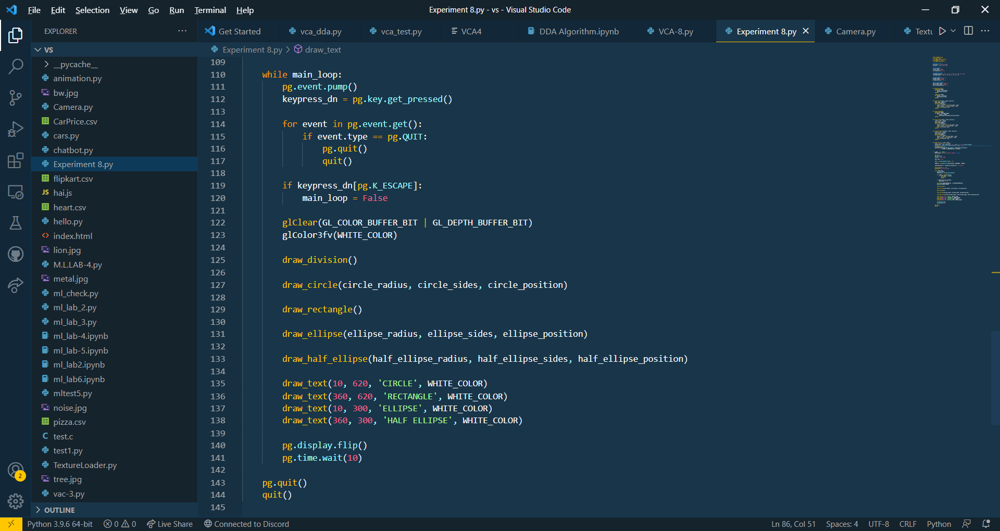 File Edit Selection View Go Run Terminal Help
Experiment 8.py - vs - Visual Studio Code
EXPLORER
VS
__pycache__
animation.py
bw.jpg
Camera.py
CarPrice.csv
cars.py
chatbot.py
Experiment 8.py
flipkart.csv
JS hai.js
heart.csv
hello.py
<> index.html
lion.jpg
M.L.LAB-4.py
metal.jpg
ml_check.py
ml_lab_2.py
ml_lab_3.py
ml_lab-4.ipynb
ml_lab-5.ipynb
ml_lab2.ipynb
ml_lab6.ipynb
mltest5.py
noise.jpg
pizza.csv
C test.c
test1.py
TextureLoader.py
tree.jpg
vac-3.py
OUTLINE
2
Get Started vca_dda.py vca_test.py VCA4 DDA Algorithm.ipynb VCA-8.py Experiment 8.py Camera.py Textu
Experiment 8.py > draw_text
109
110 while main_loop:
111 pg.event.pump()
112 keypress_dn = pg.key.get_pressed()
113
114 for event in pg.event.get():
115 if event.type == pg.QUIT:
116 pg.quit()
117 quit()
118
119 if keypress_dn[pg.K_ESCAPE]:
120 main_loop = False
121
122 glClear(GL_COLOR_BUFFER_BIT | GL_DEPTH_BUFFER_BIT)
123 glColor3fv(WHITE_COLOR)
124
125 draw_division()
126
127 draw_circle(circle_radius, circle_sides, circle_position)
128
129 draw_rectangle()
130
131 draw_ellipse(ellipse_radius, ellipse_sides, ellipse_position)
132
133 draw_half_ellipse(half_ellipse_radius, half_ellipse_sides, half_ellipse_position)
134
135 draw_text(10, 620, 'CIRCLE', WHITE_COLOR)
136 draw_text(360, 620, 'RECTANGLE', WHITE_COLOR)
137 draw_text(10, 300, 'ELLIPSE', WHITE_COLOR)
138 draw_text(360, 300, 'HALF ELLIPSE', WHITE_COLOR)
139
140 pg.display.flip()
141 pg.time.wait(10)
142
143 pg.quit()
144 quit()
145
Python 3.9.6 64-bit 0 0 Live Share Connected to Discord Ln 86, Col 51 Spaces: 4 UTF-8 CRLF Python